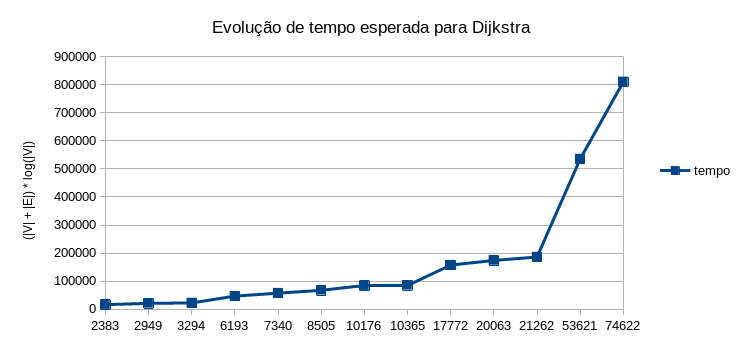 Evolução de tempo esperada para Dijkstra
900000
800000
700000
600000
500000
400000
300000
200000
100000
0
(|V| + |E|) * log(|V|)
2383 2949 3294 6193 7340 8505 10176 10365 17772 20063 21262 53621 74622
tempo